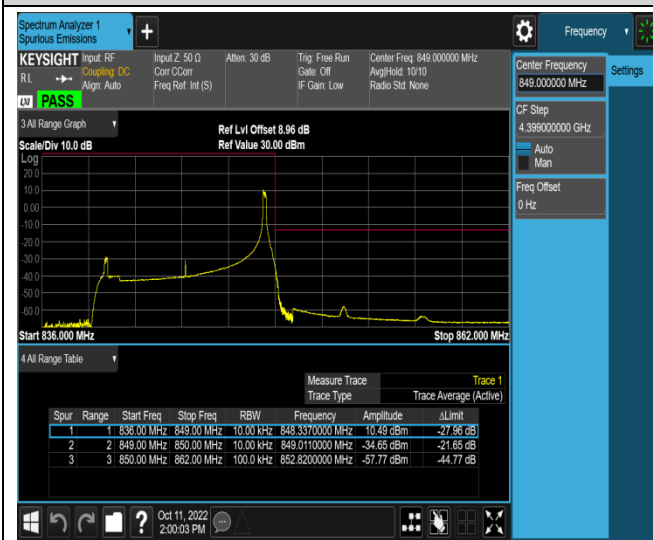 Spectrum Analyzer 1
Spurious Emissions
Frequency
KEYSIGHT Input: RF
RL Coupling: DC
Align: Auto
LXI PASS
Input Z: 50 Ω
Corr CCorr
Freq Ref: Int (S)
Atten: 30 dB
Trig: Free Run
Gate: Off
IF Gain: Low
Center Freq: 849.000000 MHz
Avg|Hold: 10/10
Radio Std: None
Center Frequency
849.000000 MHz
Settings
CF Step
4.399000000 GHz
Auto
Man
Freq Offset
0 Hz
3 All Range Graph
Ref Lvl Offset 8.96 dB
Scale/Div 10.0 dB Ref Value 30.00 dBm
Log
20.0
10.0
0.00
-10.0
-20.0
-30.0
-40.0
-50.0
-60.0
Start 836.000 MHz Stop 862.000 MHz
4 All Range Table
Measure Trace Trace 1
Trace Type Trace Average (Active)
Spur Range Start Freq Stop Freq RBW Frequency Amplitude ΔLimit
1 1 836.00 MHz 849.00 MHz 10.00 kHz 848.3370000 MHz 10.49 dBm -27.96 dB
2 2 849.00 MHz 850.00 MHz 10.00 kHz 849.0110000 MHz -34.65 dBm -21.65 dB
3 3 850.00 MHz 862.00 MHz 100.0 kHz 852.8200000 MHz -57.77 dBm -44.77 dB
Oct 11, 2022
2:00:03 PM